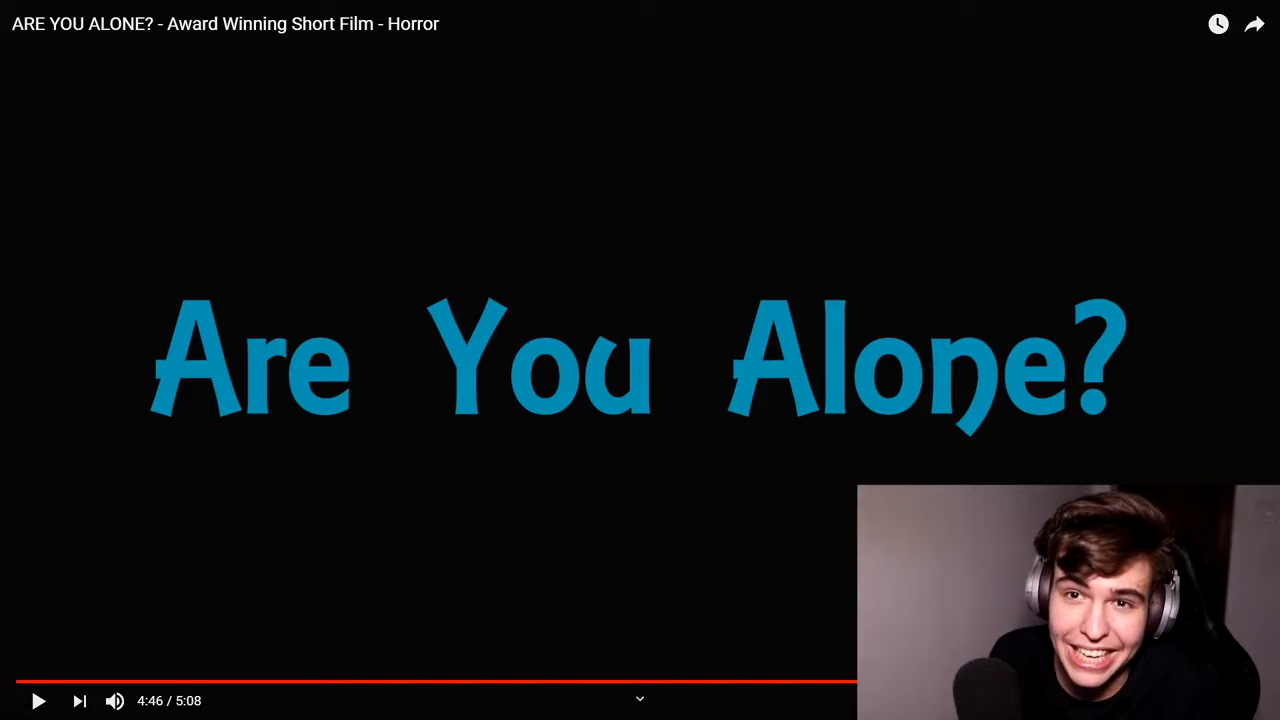 ARE YOU ALONE? - Award Winning Short Film - Horror
Are You Alone?
4:46 / 5:08